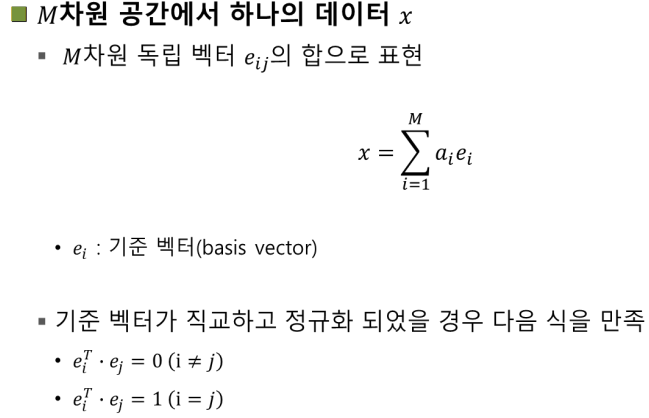 ■ M차원 공간에서 하나의 데이터 x
▪ M차원 독립 벡터 e_{ij}의 합으로 표현
x = \sum_{i=1}^{M} a_i e_i
• e_i : 기준 벡터(basis vector)
▪ 기준 벡터가 직교하고 정규화 되었을 경우 다음 식을 만족
• e_i^T · e_j = 0 (i ≠ j)
• e_i^T · e_j = 1 (i = j)